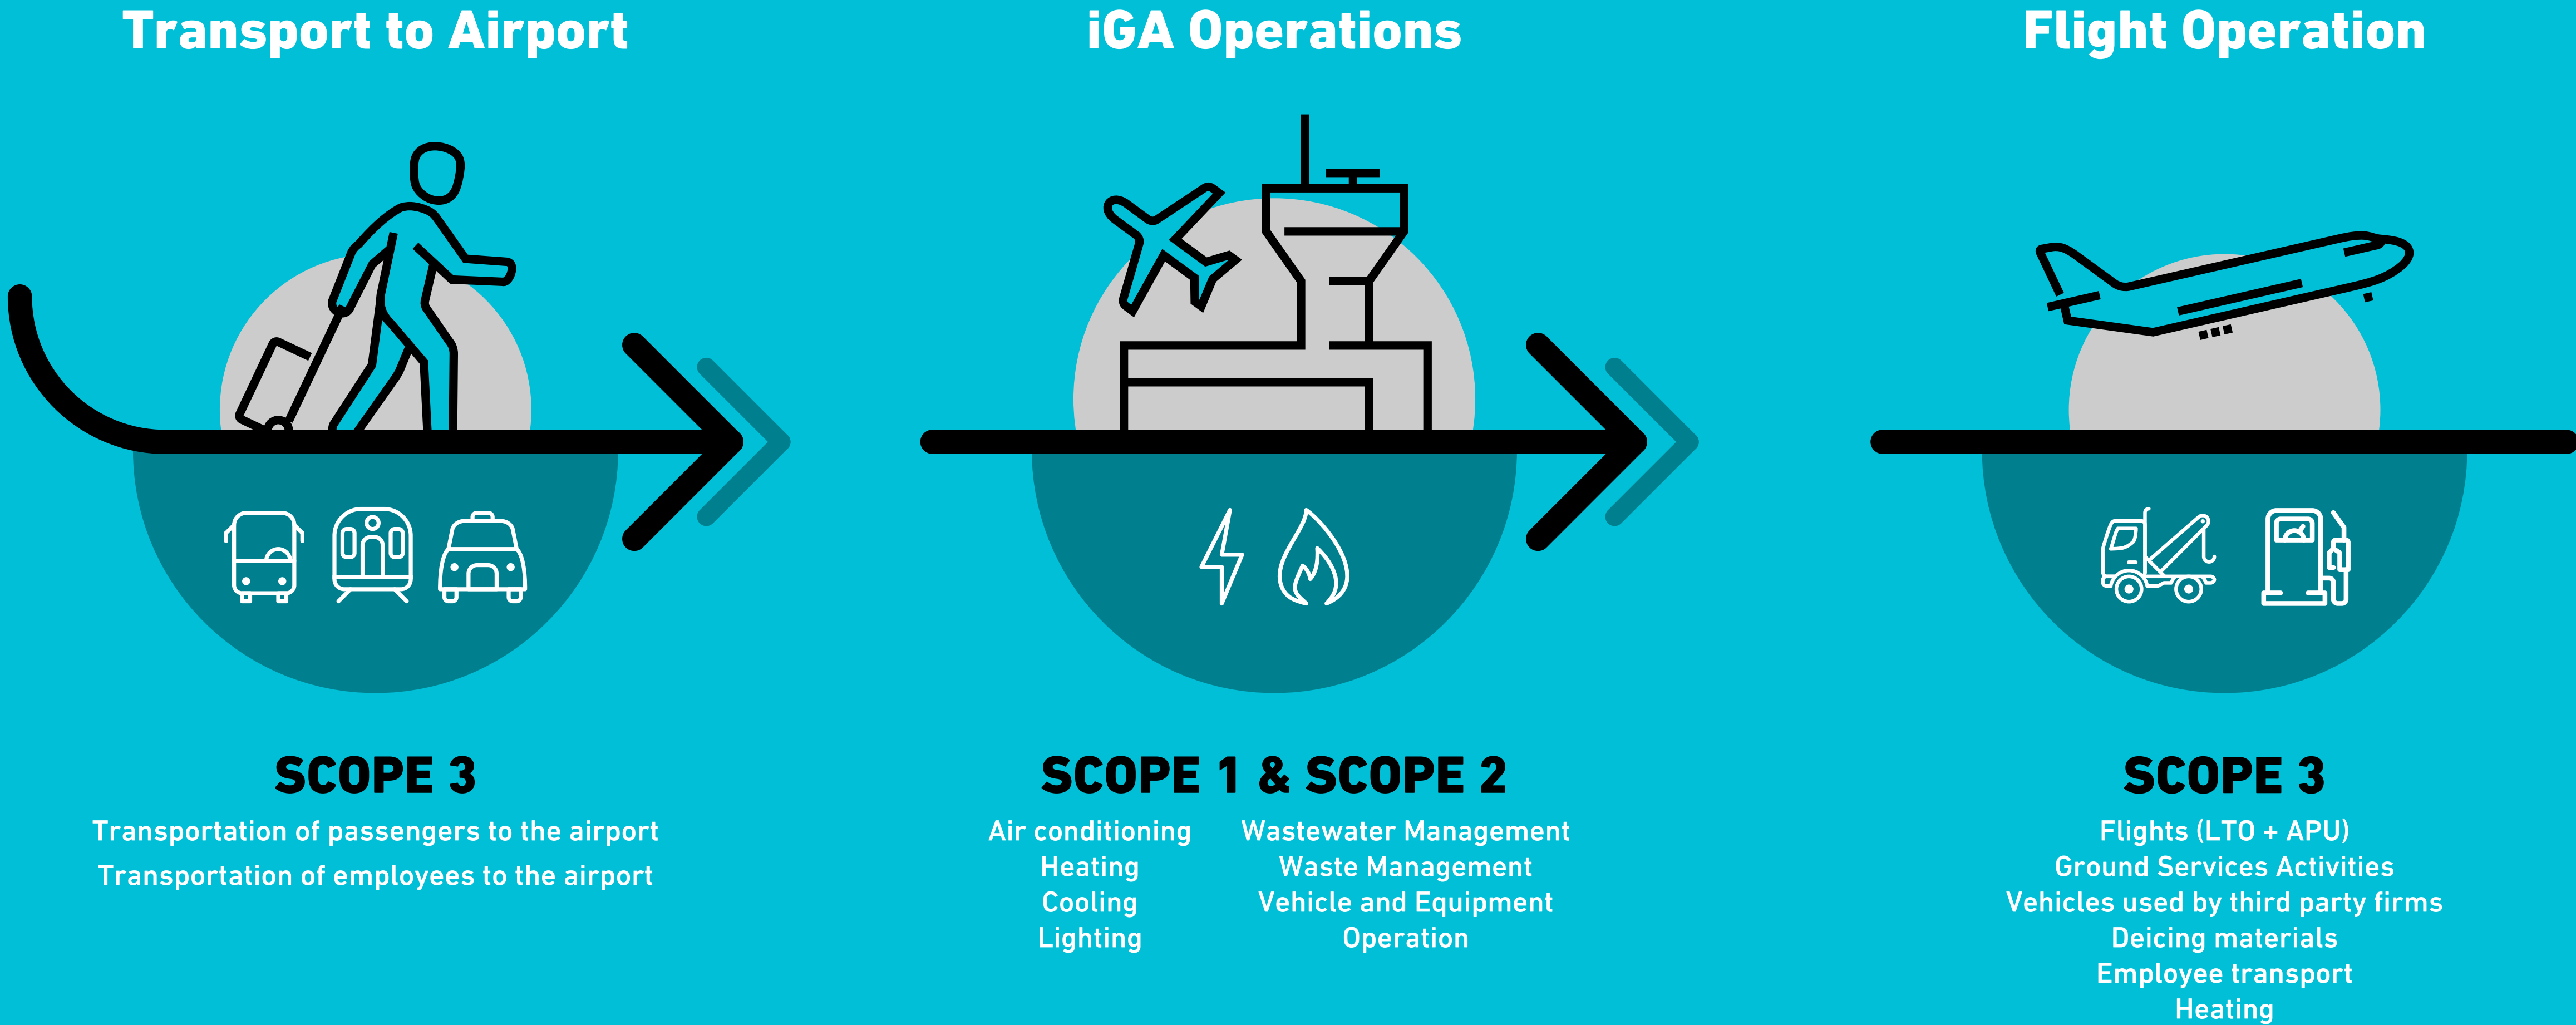 Transport to Airport
SCOPE 3
Transportation of passengers to the airport
Transportation of employees to the airport
iGA Operations
SCOPE 1 & SCOPE 2
Air conditioning
Heating
Cooling
Lighting
Wastewater Management
Waste Management
Vehicle and Equipment
Operation
Flight Operation
SCOPE 3
Flights (LTO + APU)
Ground Services Activities
Vehicles used by third party firms
Deicing materials
Employee transport
Heating